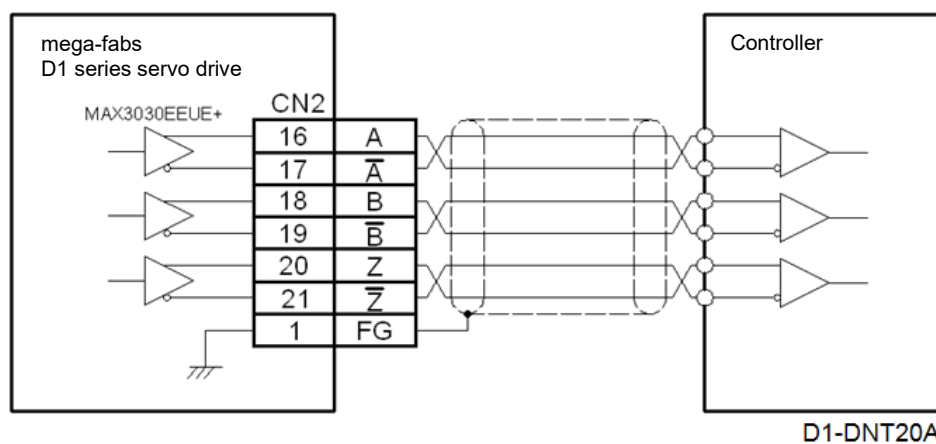 mega-fabs
D1 series servo drive
Controller
MAX3030EEUE+
CN2
16 A
17 A̅
18 B
19 B̅
20 Z
21 Z̅
1 FG
D1-DNT20A